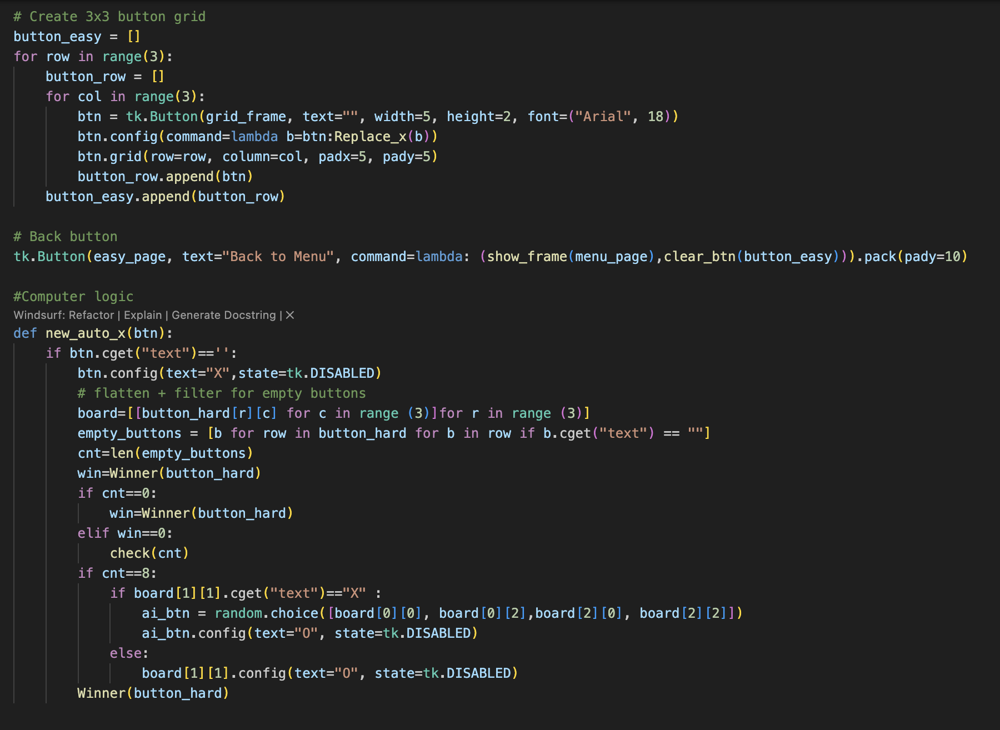 # Create 3x3 button grid
button_easy = []
for row in range(3):
    button_row = []
    for col in range(3):
        btn = tk.Button(grid_frame, text="", width=5, height=2, font=("Arial", 18))
        btn.config(command=lambda b=btn:Replace_x(b))
        btn.grid(row=row, column=col, padx=5, pady=5)
        button_row.append(btn)
    button_easy.append(button_row)

# Back button
tk.Button(easy_page, text="Back to Menu", command=lambda: (show_frame(menu_page),clear_btn(button_easy))).pack(pady=10)

#Computer logic
Windsurf: Refactor | Explain | Generate Docstring | ✕
def new_auto_x(btn):
    if btn.cget("text")=='':
        btn.config(text="X",state=tk.DISABLED)
        # flatten + filter for empty buttons
        board=[[button_hard[r][c] for c in range (3)]for r in range (3)]
        empty_buttons = [b for row in button_hard for b in row if b.cget("text") == ""]
        cnt=len(empty_buttons)
        win=Winner(button_hard)
        if cnt==0:
            win=Winner(button_hard)
        elif win==0:
            check(cnt)
        if cnt==8:
            if board[1][1].cget("text")=="X" :
                ai_btn = random.choice([board[0][0], board[0][2],board[2][0], board[2][2]])
                ai_btn.config(text="O", state=tk.DISABLED)
            else:
                board[1][1].config(text="O", state=tk.DISABLED)
        Winner(button_hard)